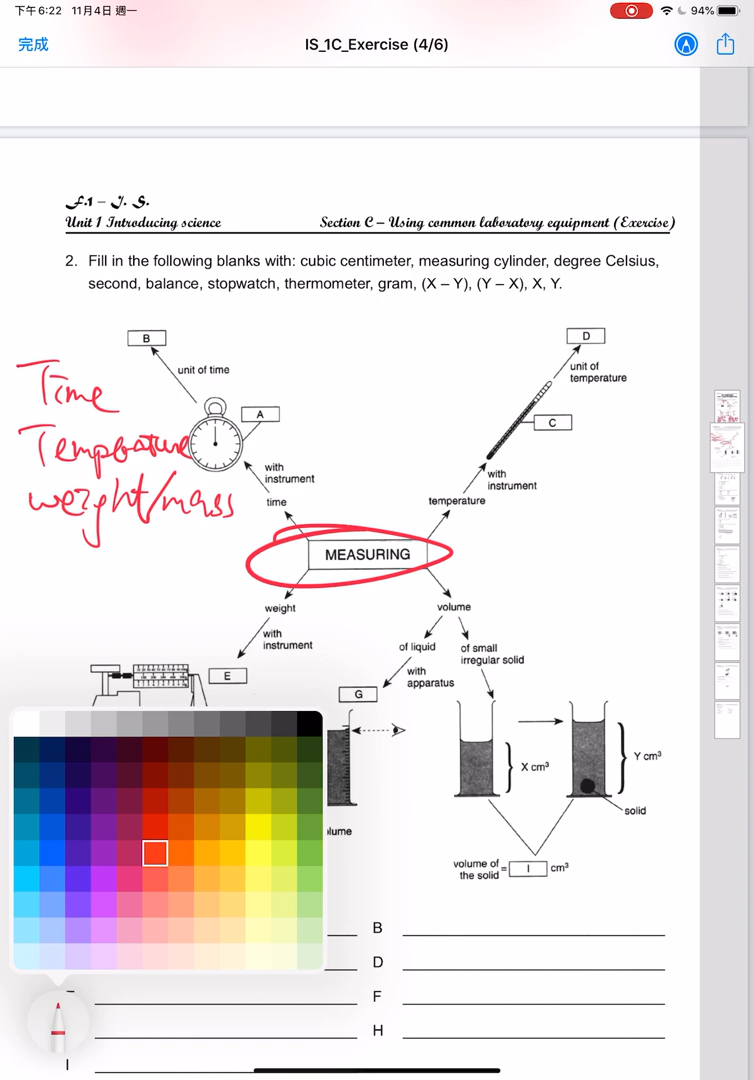 下午6:22 11月4日 週一
94%
完成
IS_1C_Exercise (4/6)
F.1 – I. S.
Unit 1 Introducing science
Section C – Using common laboratory equipment (Exercise)
2. Fill in the following blanks with: cubic centimeter, measuring cylinder, degree Celsius,
second, balance, stopwatch, thermometer, gram, (X – Y), (Y – X), X, Y.
B
D
unit of time
unit of
temperature
Time
A
C
Temperature
with
instrument
with
instrument
weight/mass
time
temperature
MEASURING
weight
volume
with
instrument
of liquid
of small
irregular solid
E
with
apparatus
G
X cm³
Y cm³
solid
volume of
the solid
=
I
cm³
B
D
F
H
I